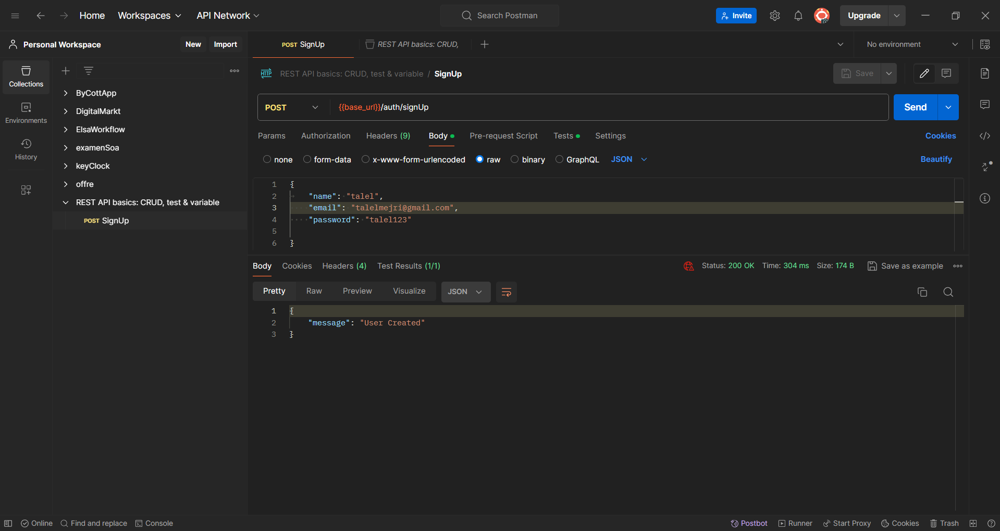 Home Workspaces API Network Search Postman Invite Upgrade
Personal Workspace New Import POST SignUp REST API basics: CRUD, No environment
Collections
Environments
History
ByCottApp
DigitalMarkt
ElsaWorkflow
examenSoa
keyClock
offre
REST API basics: CRUD, test & variable
POST SignUp
HTTP REST API basics: CRUD, test & variable / SignUp Save
POST {{base_url}}/auth/signUp Send
Params Authorization Headers (9) Body Pre-request Script Tests Settings Cookies
none form-data x-www-form-urlencoded raw binary GraphQL JSON Beautify
1 {
2 "name": "talel",
3 "email": "talelmejri@gmail.com",
4 "password": "talel123"
5
6 }
Body Cookies Headers (4) Test Results (1/1) Status: 200 OK Time: 304 ms Size: 174 B Save as example
Pretty Raw Preview Visualize JSON
1 {
2 "message": "User Created"
3 }
Online Find and replace Console Postbot Runner Start Proxy Cookies Trash